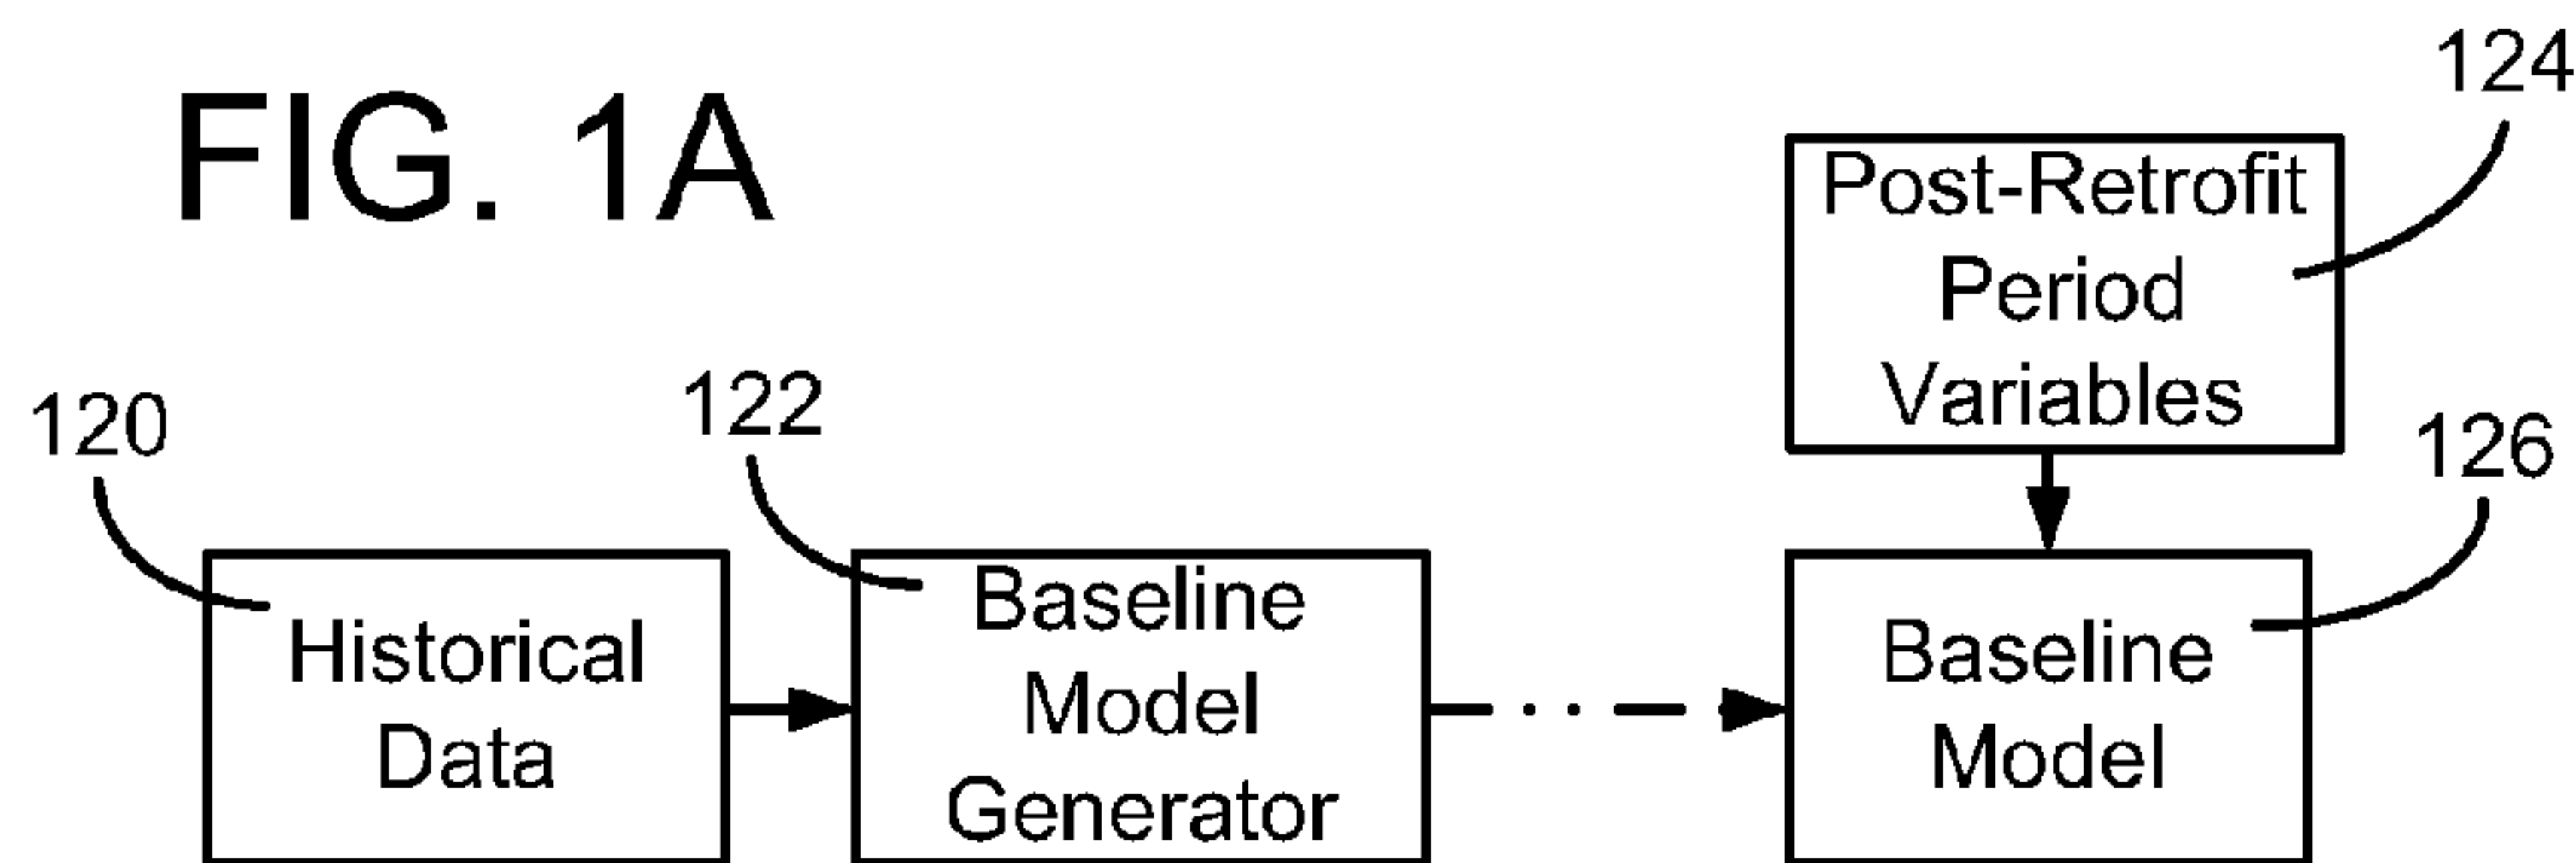 FIG. 1A
124
Post-Retrofit
Period
Variables
120
122
126
Historical
Data
Baseline
Model
Generator
Baseline
Model